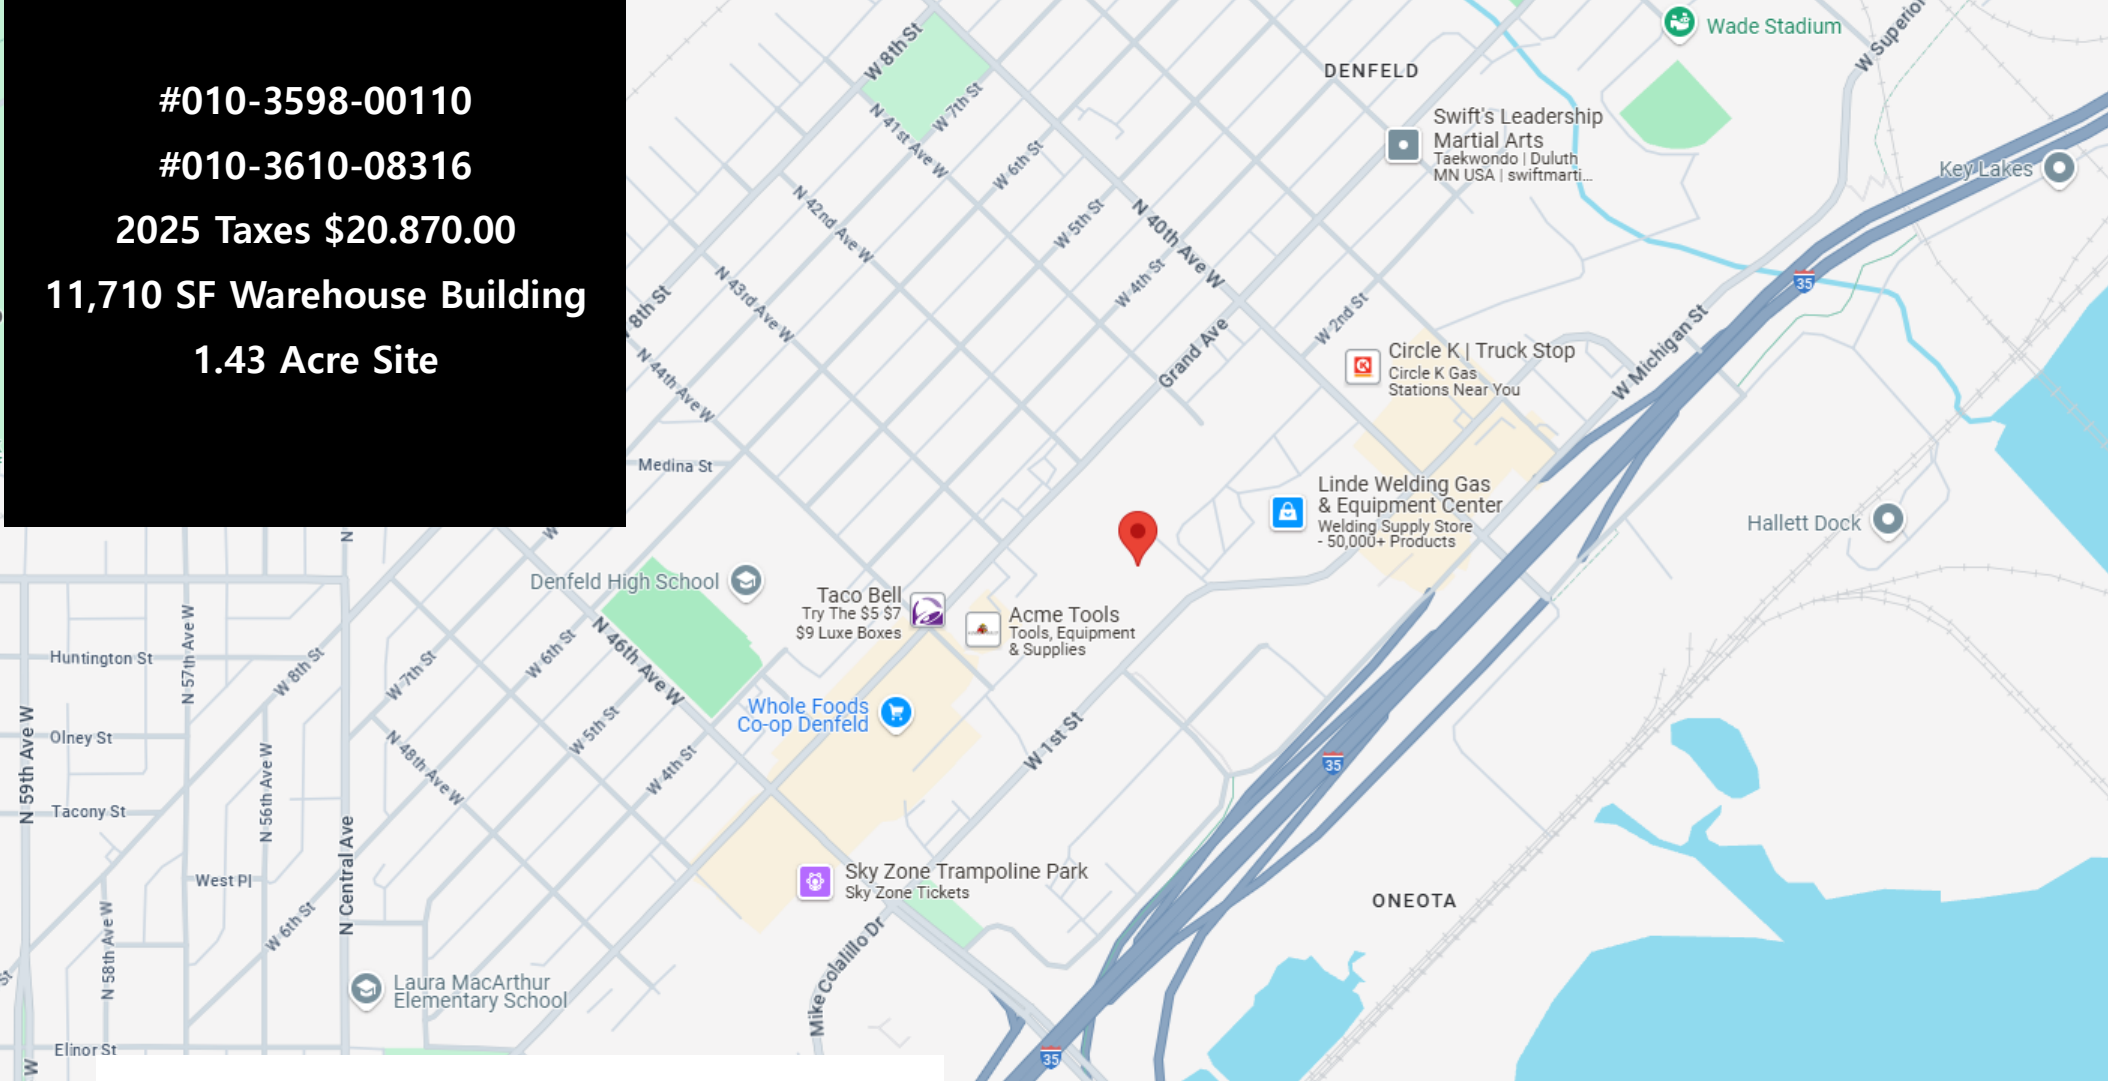 #010-3598-00110
#010-3610-08316
2025 Taxes $20.870.00
11,710 SF Warehouse Building
1.43 Acre Site
Wade Stadium
W Superior
W 8th St
DENFELD
N 41st Ave W
W 7th St
Swift's Leadership
Martial Arts
Taekwondo | Duluth
MN USA | swiftmarti...
Key Lakes
W 6th St
N 42nd Ave W
W 5th St
N 40th Ave W
W 4th St
35
N 43rd Ave W
8th St
W 2nd St
Grand Ave
W Michigan St
Circle K | Truck Stop
Circle K Gas
Stations Near You
N 44th Ave W
Medina St
Linde Welding Gas
& Equipment Center
Welding Supply Store
- 50,000+ Products
Hallett Dock
N
W
Denfeld High School
Taco Bell
Try The $5 $7
$9 Luxe Boxes
Acme Tools
Tools, Equipment
& Supplies
Huntington St
N 57th Ave W
W 8th St
W 7th St
W 6th St
N 46th Ave W
Whole Foods
Co-op Denfeld
W 5th St
W 4th St
W 1st St
35
N 59th Ave W
Olney St
N 56th Ave W
N 48th Ave W
Tacony St
N Central Ave
West Pl
Sky Zone Trampoline Park
Sky Zone Tickets
ONEOTA
W 6th St
N 58th Ave W
St
Mike Colalillo Dr
Laura MacArthur
Elementary School
Elinor St
W
35